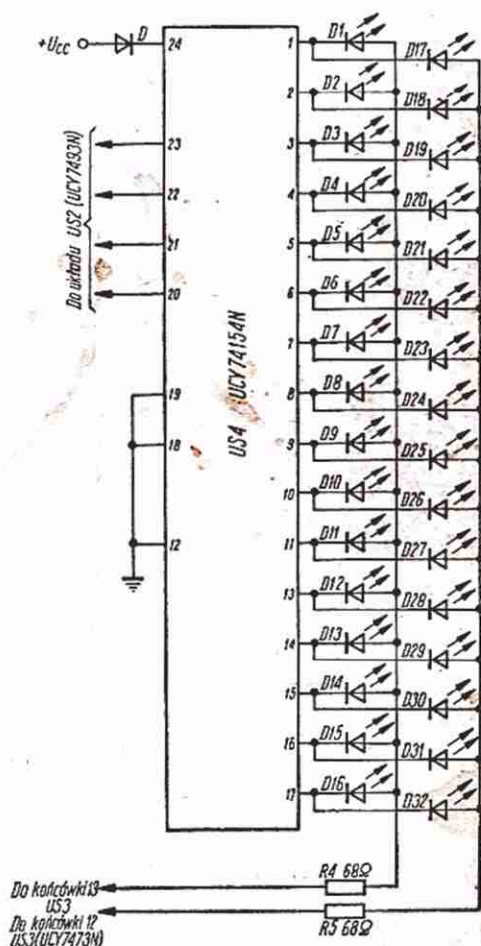 +Ucc
D
24
23
22
21
20
19
18
12
Do układu US2 (UCY7493N)
US4 UCY74154N
1
2
3
4
5
6
7
8
9
10
11
13
14
15
16
17
D1
D17
D2
D18
D3
D19
D4
D20
D5
D21
D6
D22
D7
D23
D8
D24
D9
D25
D10
D26
D11
D27
D12
D28
D13
D29
D14
D30
D15
D31
D16
D32
R4 68Ω
R5 68Ω
Do końcówki 13
US3
Do końcówki 12
US3(UCY7473N)